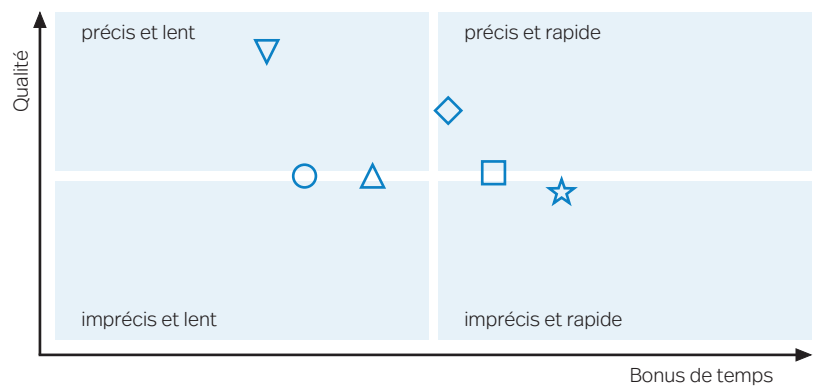 précis et lent
précis et rapide
Qualité
imprécis et lent
imprécis et rapide
Bonus de temps